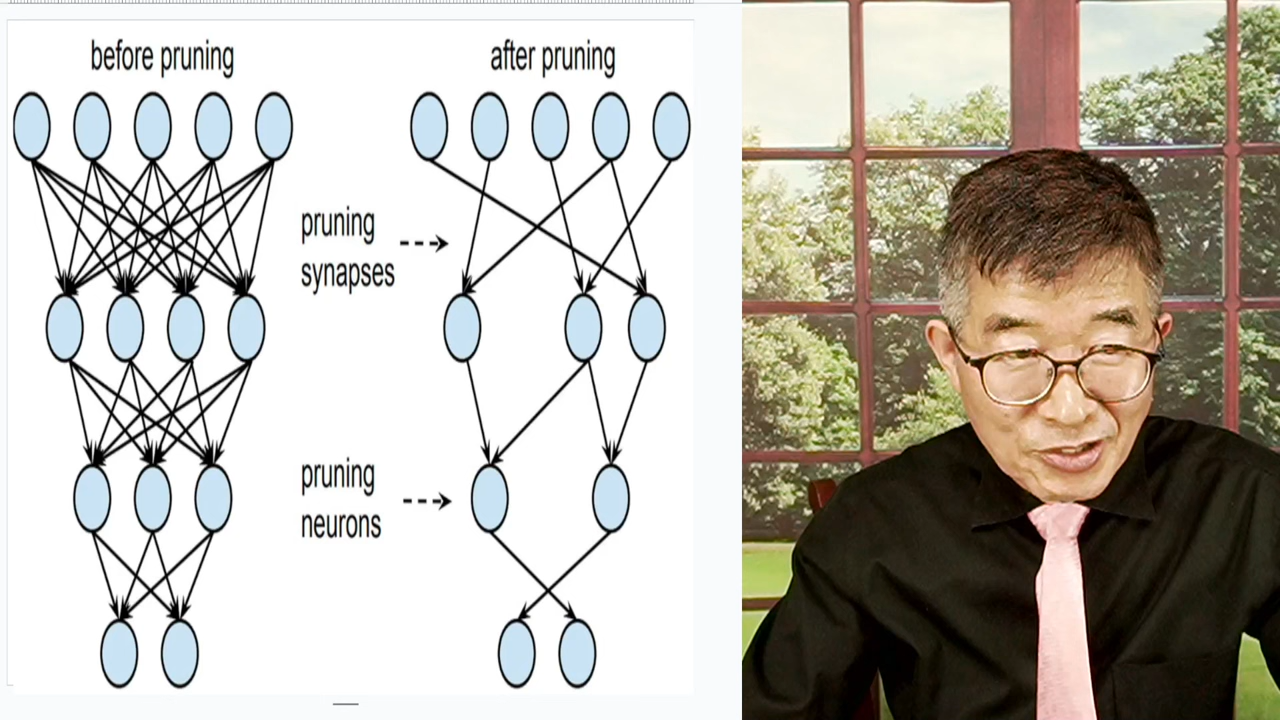 before pruning
after pruning
pruning
synapses
pruning
neurons